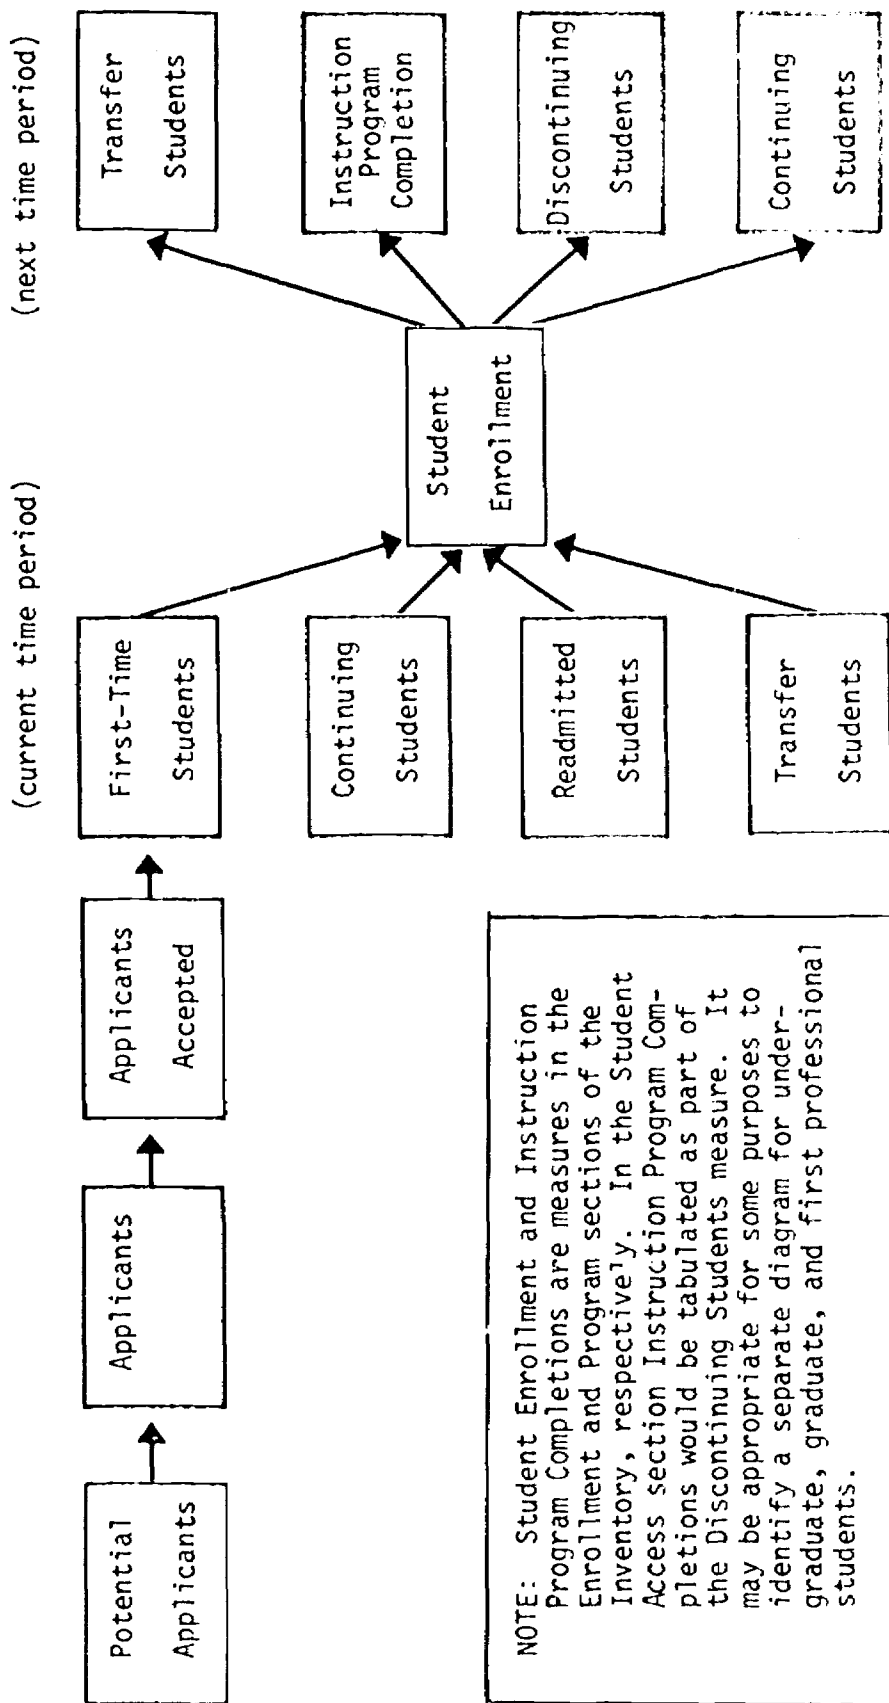 (current time period)
(next time period)
Potential
Applicants
Applicants
Applicants
Accepted
First-Time
Students
Continuing
Students
Readmitted
Students
Transfer
Students
Student
Enrollment
Transfer
Students
Instruction
Program
Completion
Discontinuing
Students
Continuing
Students
NOTE: Student Enrollment and Instruction
Program Completions are measures in the
Enrollment and Program sections of the
Inventory, respectively. In the Student
Access section Instruction Program Com-
pletions would be tabulated as part of
the Discontinuing Students measure. It
may be appropriate for some purposes to
identify a separate diagram for under-
graduate, graduate, and first professional
students.